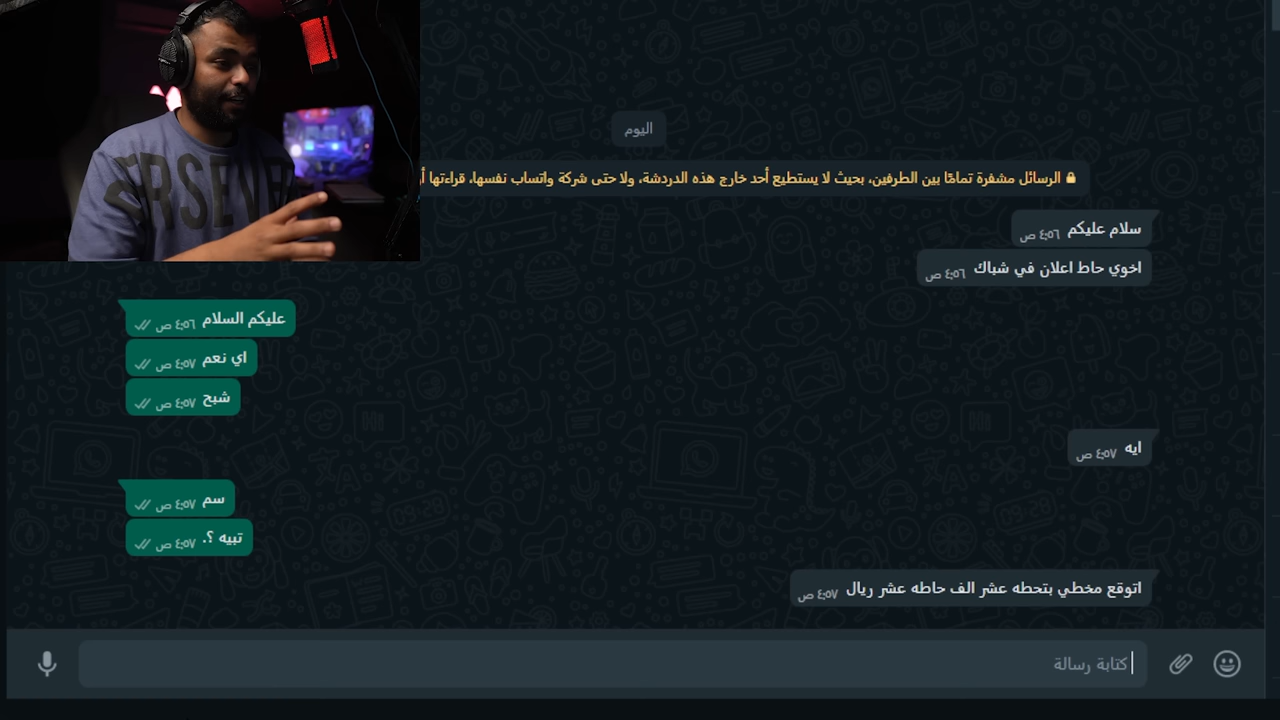 ERSEVE
اليوم
الرسائل مشفرة تمامًا بين الطرفين، بحيث لا يستطيع أحد خارج هذه الدردشة، ولا حتى شركة واتساب نفسها، قراءتها
سلام عليكم ٤:٥٦ ص
اخوي حاط اعلان في شباك ٤:٥٦ ص
عليكم السلام ٤:٥٦ ص
اي نعم ٤:٥٧ ص
شبح ٤:٥٧ ص
ايه ٤:٥٧ ص
سم ٤:٥٧ ص
تبيه ؟. ٤:٥٧ ص
اتوقع مخطي بتحطه عشر الف حاطه عشر ريال ٤:٥٧ ص
كتابة رسالة